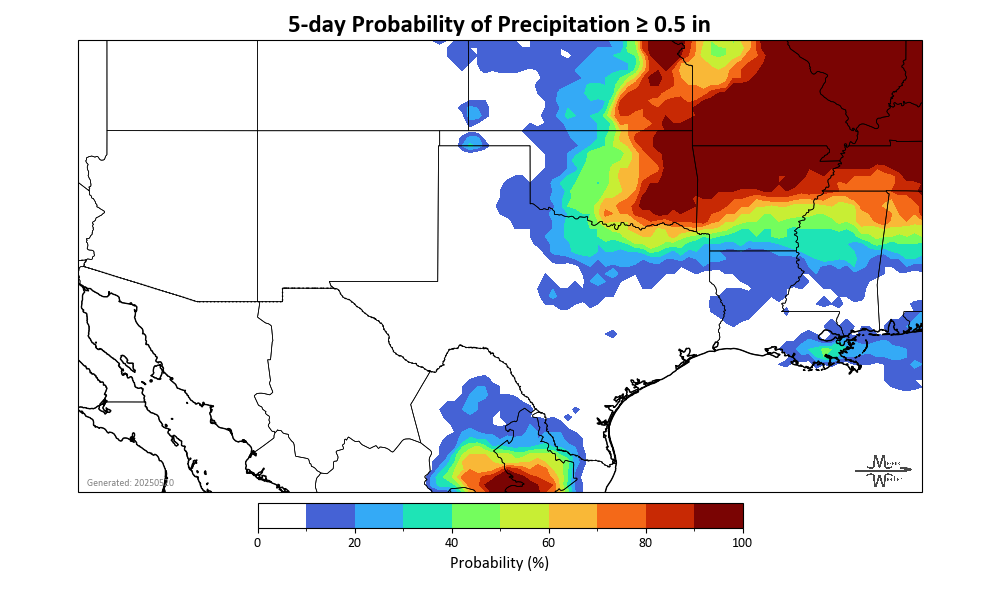 5-day Probability of Precipitation ≥ 0.5 in
Generated: 20250520
0 20 40 60 80 100
Probability (%)